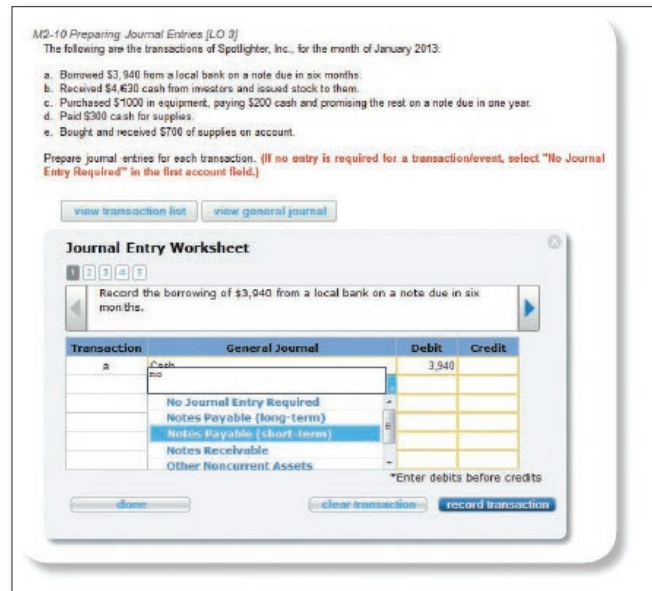 M2-10 Preparing Journal Entries [LO 3]
The following are the transactions of Spotlighter, Inc., for the month of January 2013:
a. Borrowed $3,940 from a local bank on a note due in six months.
b. Received $4,630 cash from investors and issued stock to them.
c. Purchased $1000 in equipment, paying $200 cash and promising the rest on a note due in one year.
d. Paid $300 cash for supplies.
e. Bought and received $700 of supplies on account.
Prepare journal entries for each transaction. (If no entry is required for a transaction/event, select "No Journal
Entry Required" in the first account field.)
view transaction list view general journal
Journal Entry Worksheet
1 2 3 4 5
Record the borrowing of $3,940 from a local bank on a note due in six
months.
Transaction General Journal Debit Credit
a Cash 3,940
no
No Journal Entry Required
Notes Payable (long-term)
Notes Payable (short-term)
Notes Receivable
Other Noncurrent Assets
*Enter debits before credits
done clear transaction record transaction